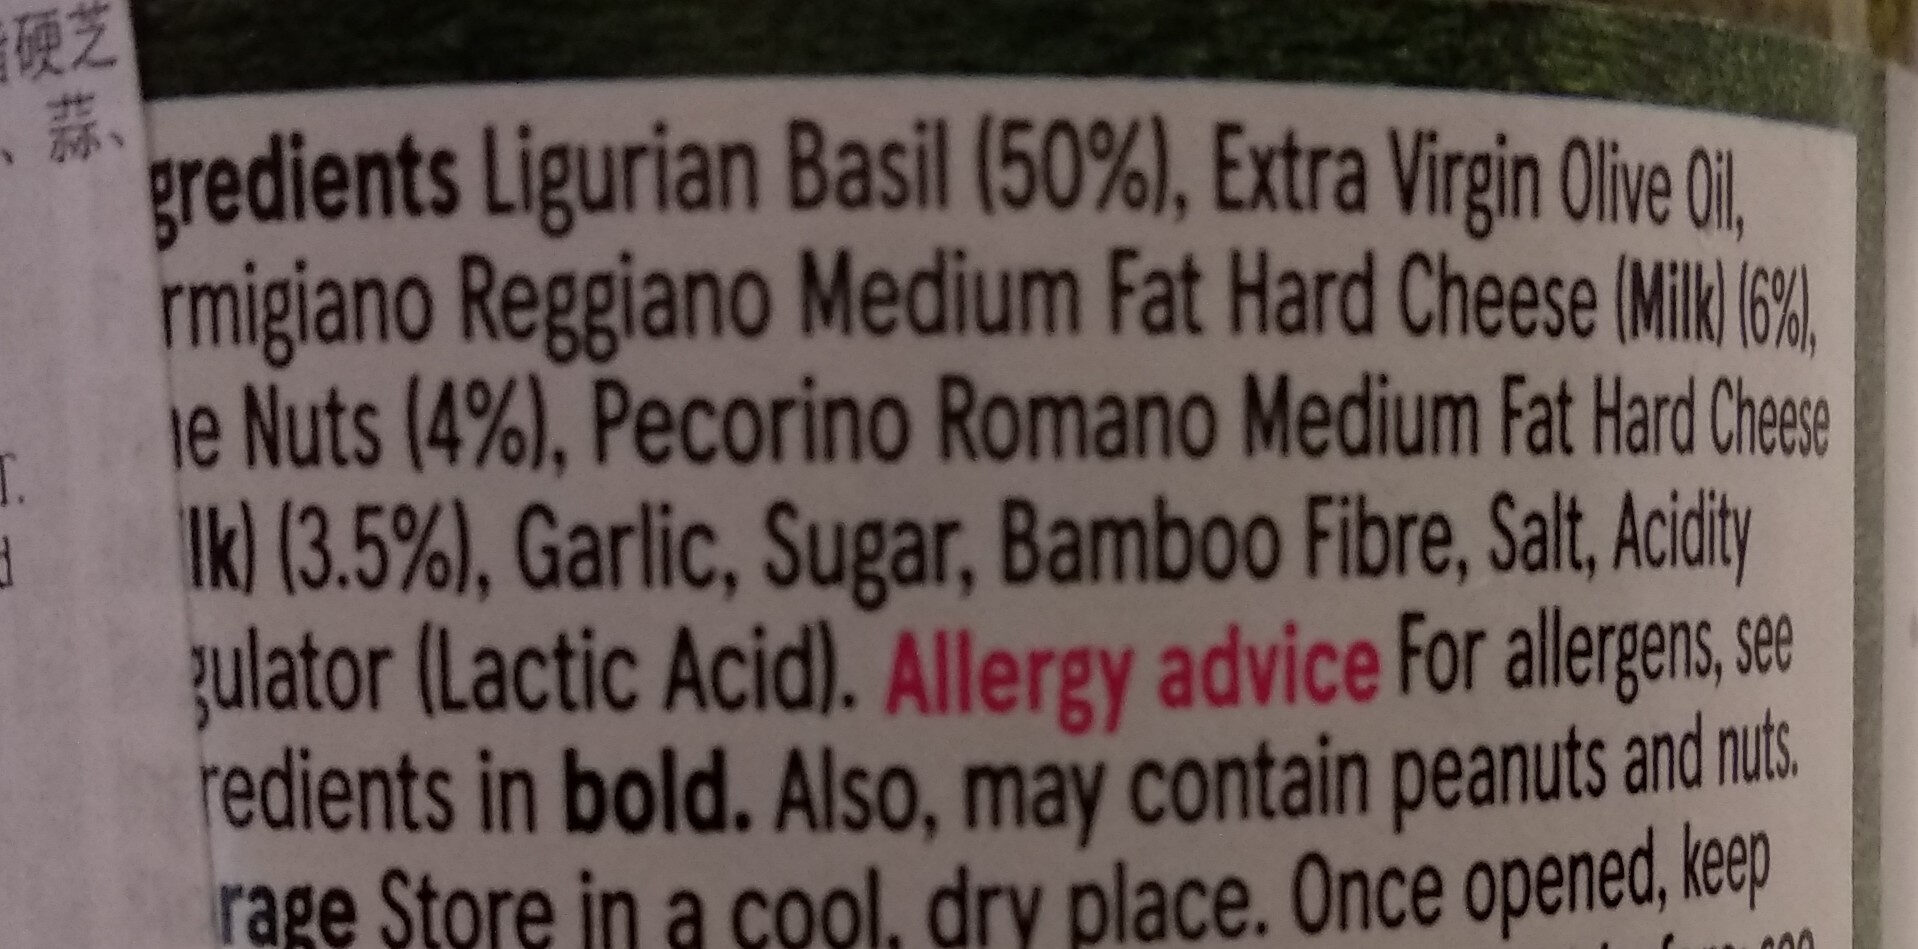 硬芝
、蒜、
gredients Ligurian Basil (50%), Extra Virgin Olive Oil,
rmigiano Reggiano Medium Fat Hard Cheese (Milk) (6%),
e Nuts (4%), Pecorino Romano Medium Fat Hard Cheese
lk) (3.5%), Garlic, Sugar, Bamboo Fibre, Salt, Acidity
gulator (Lactic Acid). Allergy advice For allergens, see
redients in bold. Also, may contain peanuts and nuts.
rage Store in a cool, dry place. Once opened, keep